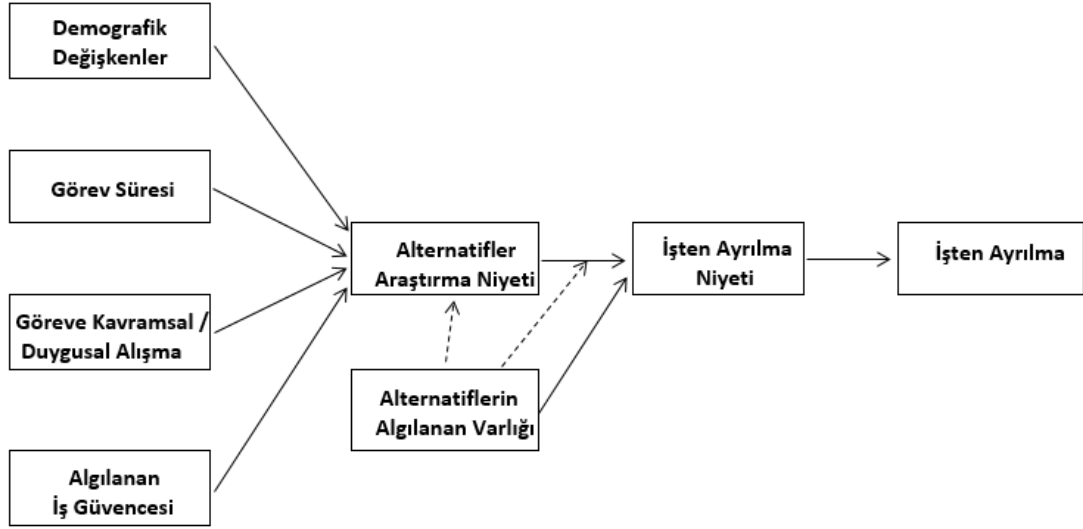 Demografik
Değişkenler
Görev Süresi
Göreve Kavramsal /
Duygusal Alışma
Algılanan
İş Güvencesi
Alternatifler
Araştırma Niyeti
Alternatiflerin
Algılanan Varlığı
İşten Ayrılma
Niyeti
İşten Ayrılma